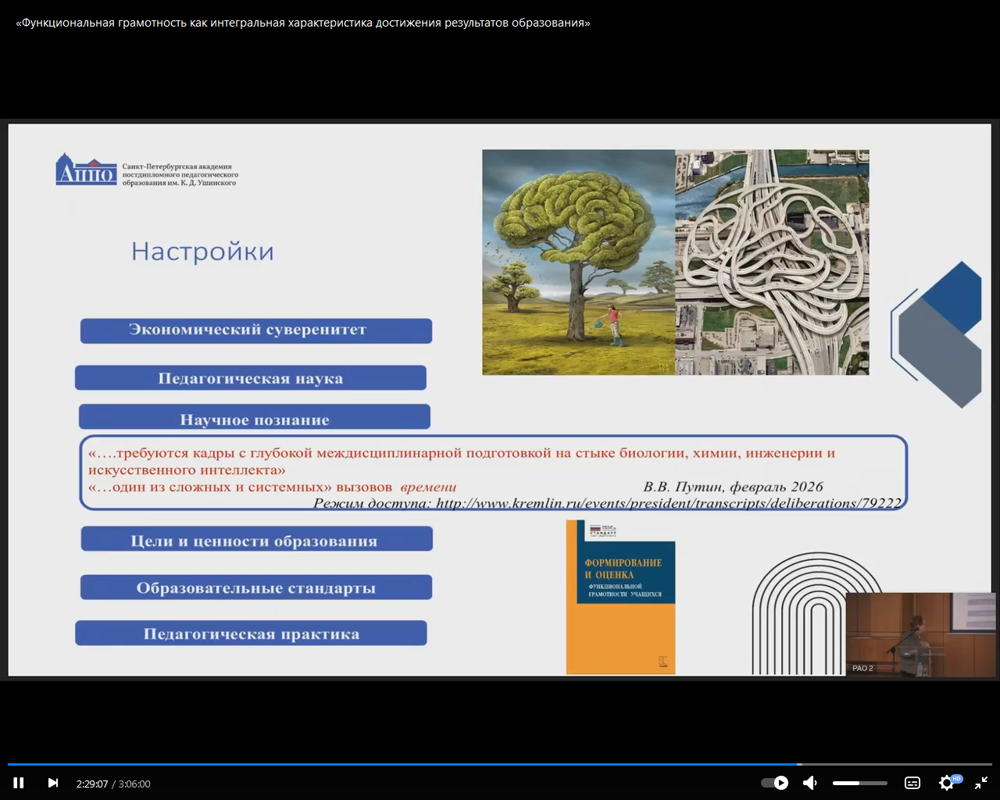 «Функциональная грамотность как интегральная характеристика достижения результатов образования»
АППО
Санкт-Петербургская академия
постдипломного педагогического
образования им. К. Д. Ушинского
Настройки
Экономический суверенитет
Педагогическая наука
Научное познание
«….требуются кадры с глубокой междисциплинарной подготовкой на стыке биологии, химии, инженерии и
искусственного интеллекта»
«…один из сложных и системных» вызовов времени В.В. Путин, февраль 2026
Режим доступа: http://www.kremlin.ru/events/president/transcripts/deliberations/79222
Цели и ценности образования
Образовательные стандарты
Педагогическая практика
СТАНДАРТ
ФОРМИРОВАНИЕ
И ОЦЕНКА
ФУНКЦИОНАЛЬНОЙ
ГРАМОТНОСТИ УЧАЩИХСЯ
РАО 2
2:29:07 / 3:06:00
HD